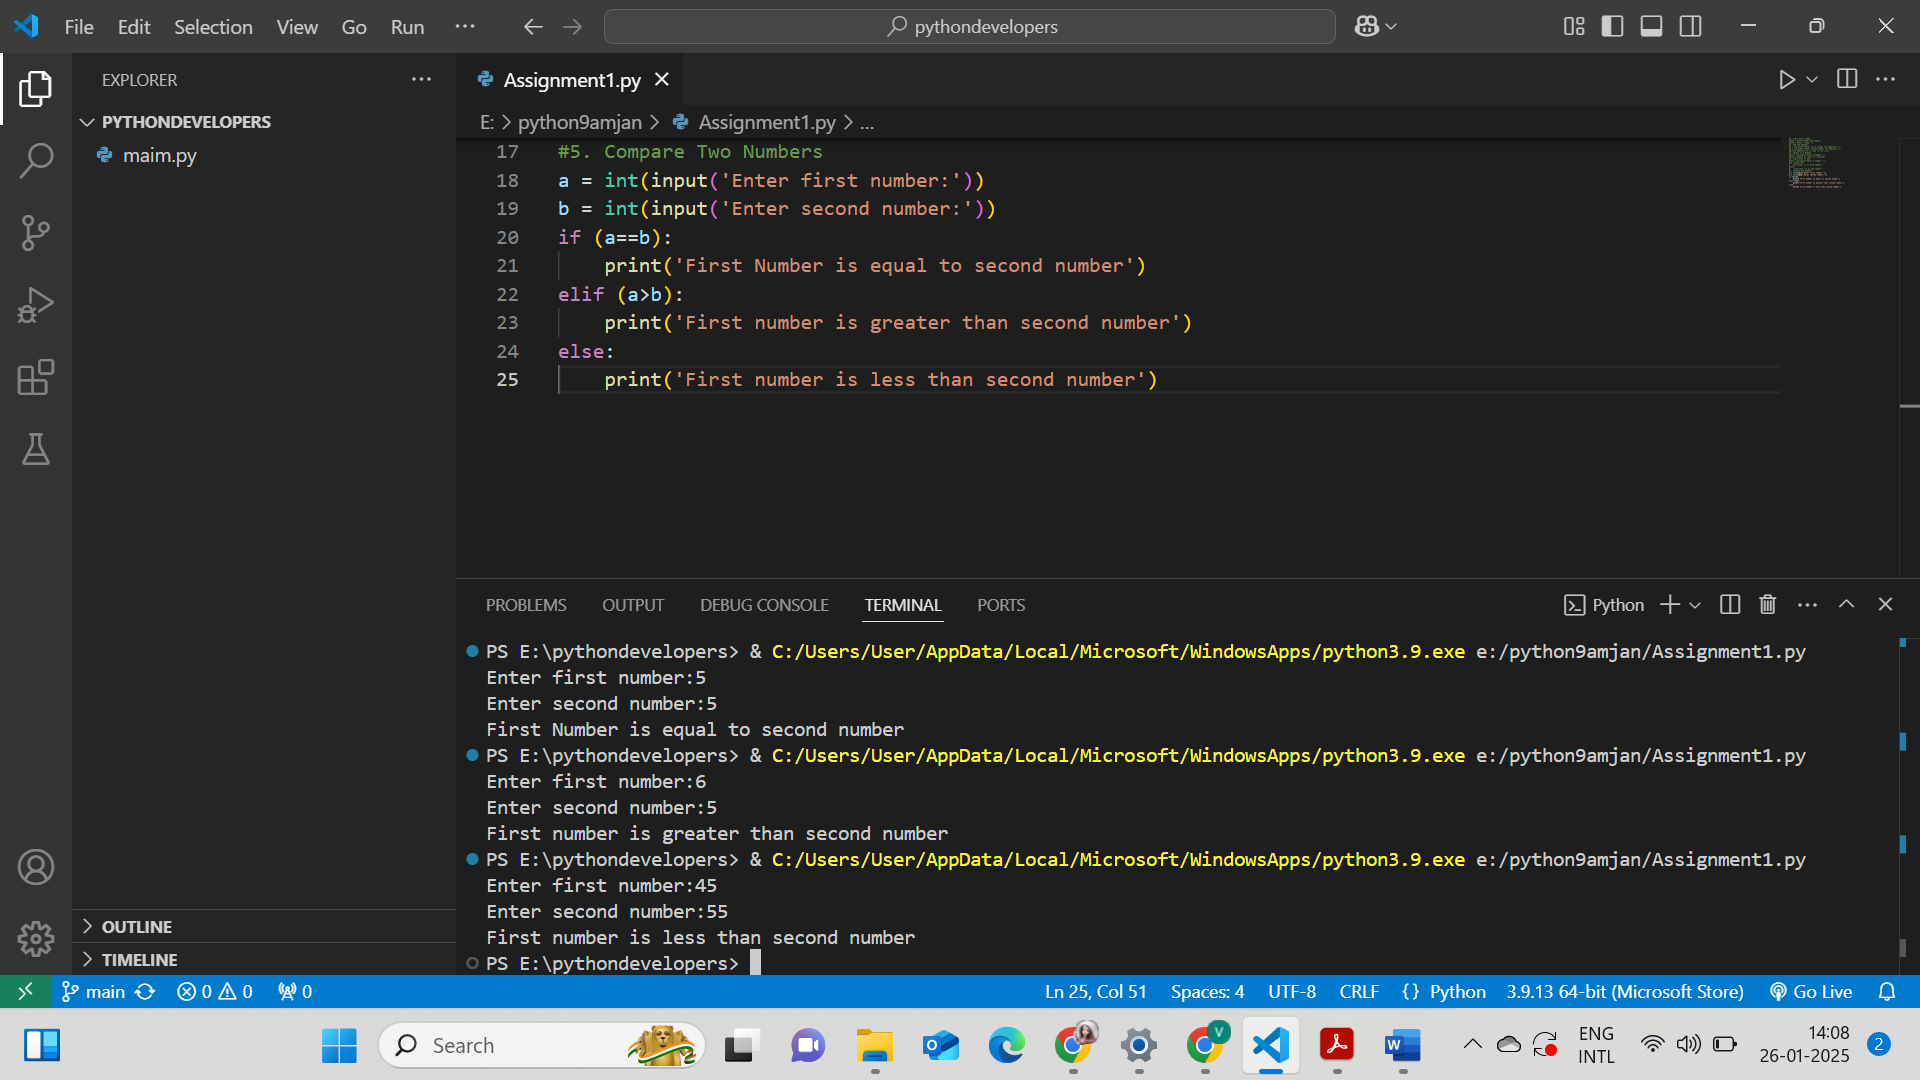 File Edit Selection View Go Run ···
pythondevelopers
EXPLORER
PYTHONDEVELOPERS
maim.py
OUTLINE
TIMELINE
Assignment1.py
E: > python9amjan > Assignment1.py > ...
17 #5. Compare Two Numbers
18 a = int(input('Enter first number:'))
19 b = int(input('Enter second number:'))
20 if (a==b):
21 print('First Number is equal to second number')
22 elif (a>b):
23 print('First number is greater than second number')
24 else:
25 print('First number is less than second number')
PROBLEMS OUTPUT DEBUG CONSOLE TERMINAL PORTS
Python
PS E:\pythondevelopers> & C:/Users/User/AppData/Local/Microsoft/WindowsApps/python3.9.exe e:/python9amjan/Assignment1.py
Enter first number:5
Enter second number:5
First Number is equal to second number
PS E:\pythondevelopers> & C:/Users/User/AppData/Local/Microsoft/WindowsApps/python3.9.exe e:/python9amjan/Assignment1.py
Enter first number:6
Enter second number:5
First number is greater than second number
PS E:\pythondevelopers> & C:/Users/User/AppData/Local/Microsoft/WindowsApps/python3.9.exe e:/python9amjan/Assignment1.py
Enter first number:45
Enter second number:55
First number is less than second number
PS E:\pythondevelopers>
main 0 0 0 Ln 25, Col 51 Spaces: 4 UTF-8 CRLF {} Python 3.9.13 64-bit (Microsoft Store) Go Live
Search
V
W
ENG
INTL
14:08
26-01-2025
2